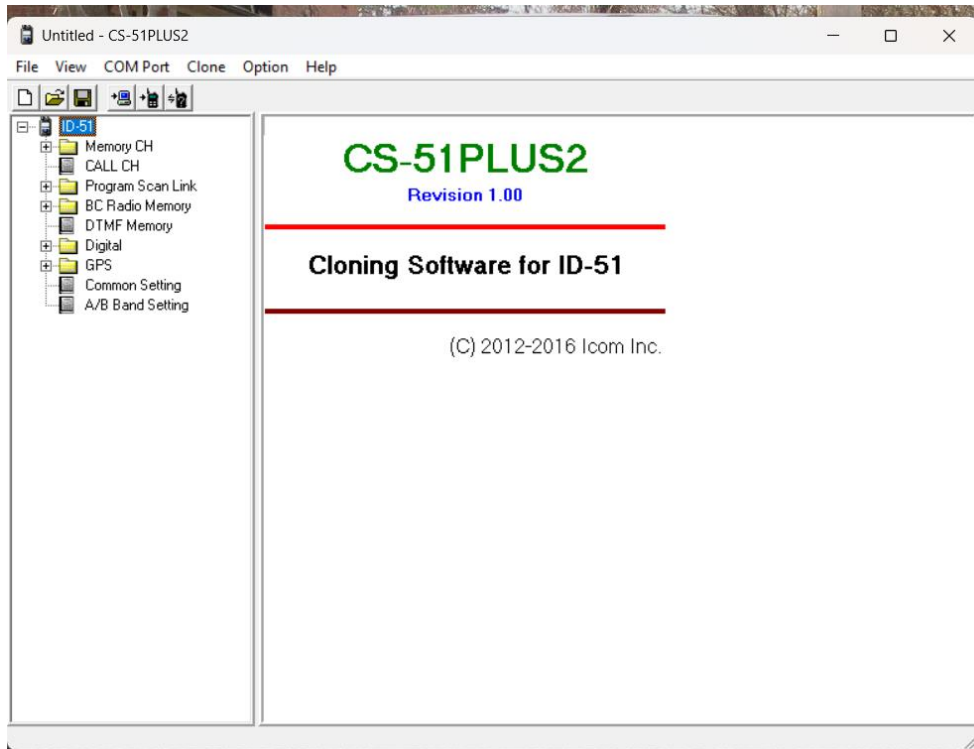 Untitled - CS-51PLUS2
File View COM Port Clone Option Help
ID-51
Memory CH
CALL CH
Program Scan Link
BC Radio Memory
DTMF Memory
Digital
GPS
Common Setting
A/B Band Setting
CS-51PLUS2
Revision 1.00
Cloning Software for ID-51
(C) 2012-2016 Icom Inc.